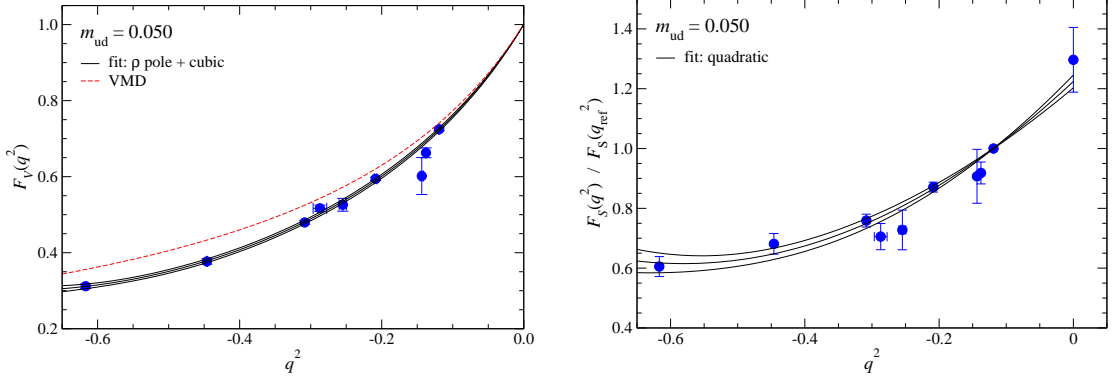 m_ud = 0.050
fit: ρ pole + cubic
VMD
F_V(q^2)
1.0
0.8
0.6
0.4
0.2
-0.6
-0.4
-0.2
0.0
q^2
m_ud = 0.050
fit: quadratic
F_S(q^2) / F_S(q_ref^2)
1.4
1.2
1.0
0.8
0.6
0.4
-0.6
-0.4
-0.2
0
q^2